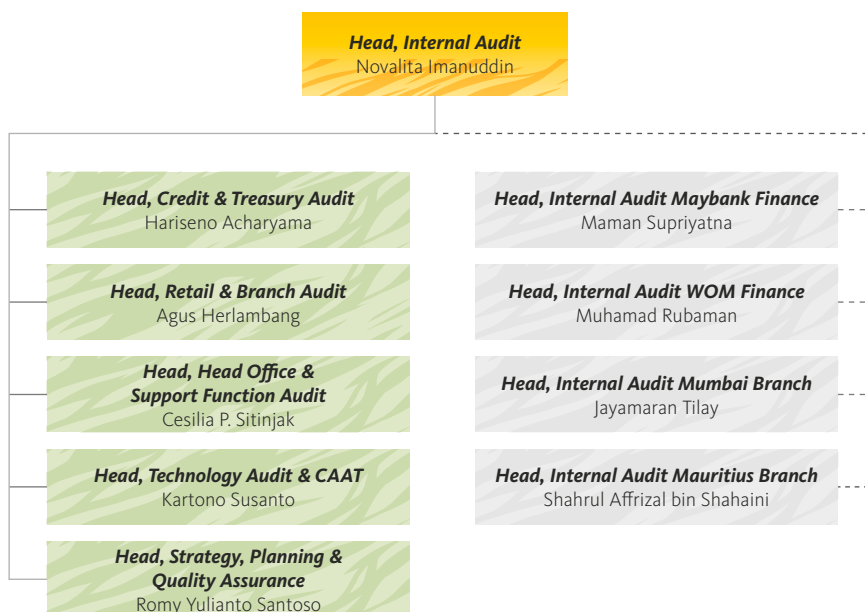 Head, Internal Audit
Novalita Imanuddin
Head, Credit & Treasury Audit
Hariseno Acharyama
Head, Retail & Branch Audit
Agus Herlambang
Head, Head Office &
Support Function Audit
Cesilia P. Sitinjak
Head, Technology Audit & CAAT
Kartono Susanto
Head, Strategy, Planning &
Quality Assurance
Romy Yulianto Santoso
Head, Internal Audit Maybank Finance
Maman Supriyatna
Head, Internal Audit WOM Finance
Muhamad Rubaman
Head, Internal Audit Mumbai Branch
Jayamaran Tilay
Head, Internal Audit Mauritius Branch
Shahrul Affrizal bin Shahaini